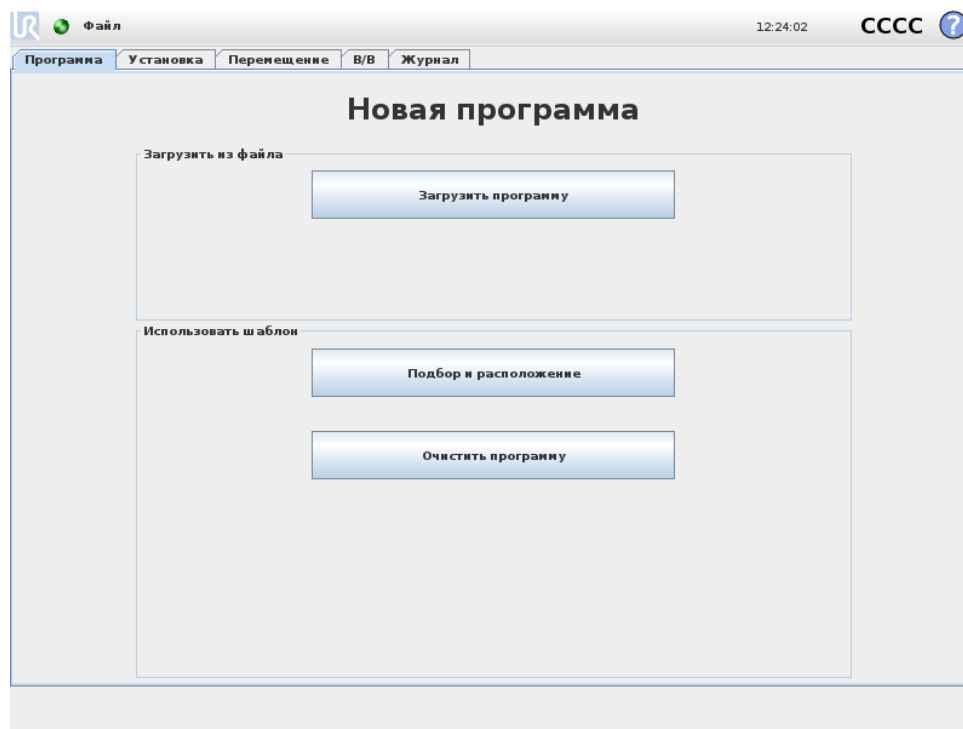 UR
Файл
12:24:02
CCCC
?
Программа
Установка
Перемещение
В/В
Журнал
Новая программа
Загрузить из файла
Загрузить программу
Использовать шаблон
Подбор и расположение
Очистить программу